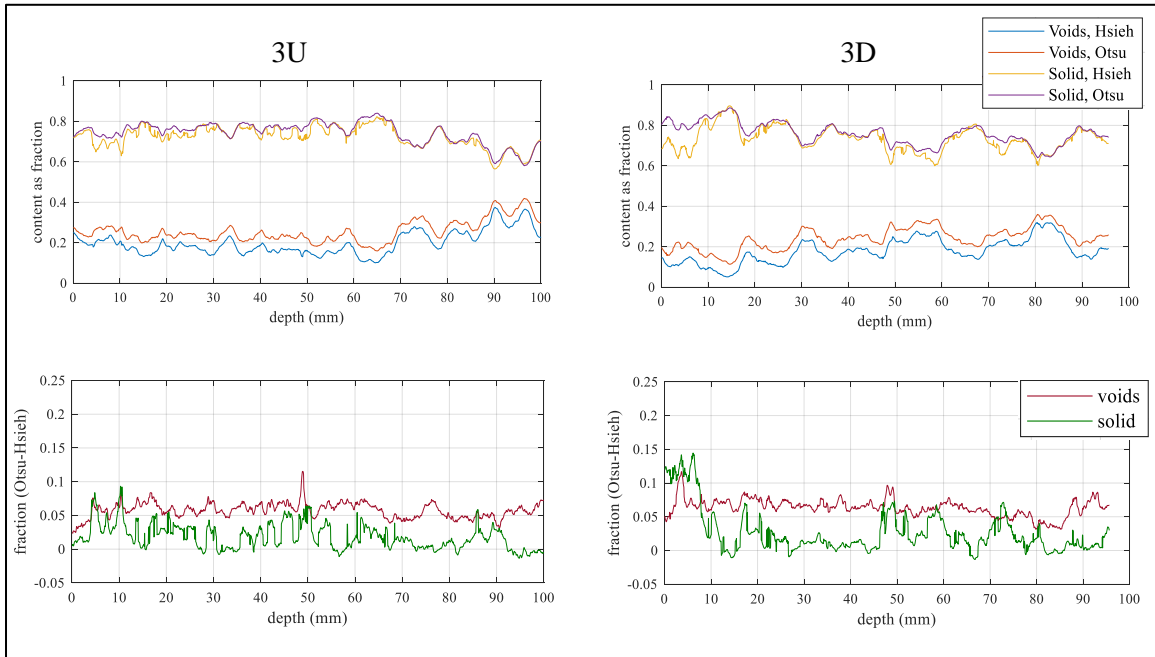 3U
3D
Voids, Hsieh
Voids, Otsu
Solid, Hsieh
Solid, Otsu
content as fraction
1
0.8
0.6
0.4
0.2
0
0 10 20 30 40 50 60 70 80 90 100
depth (mm)
content as fraction
1
0.8
0.6
0.4
0.2
0
0 10 20 30 40 50 60 70 80 90 100
depth (mm)
fraction (Otsu-Hsieh)
0.25
0.2
0.15
0.1
0.05
0
-0.05
0 10 20 30 40 50 60 70 80 90 100
depth (mm)
fraction (Otsu-Hsieh)
0.25
0.2
0.15
0.1
0.05
0
-0.05
0 10 20 30 40 50 60 70 80 90 100
depth (mm)
voids
solid